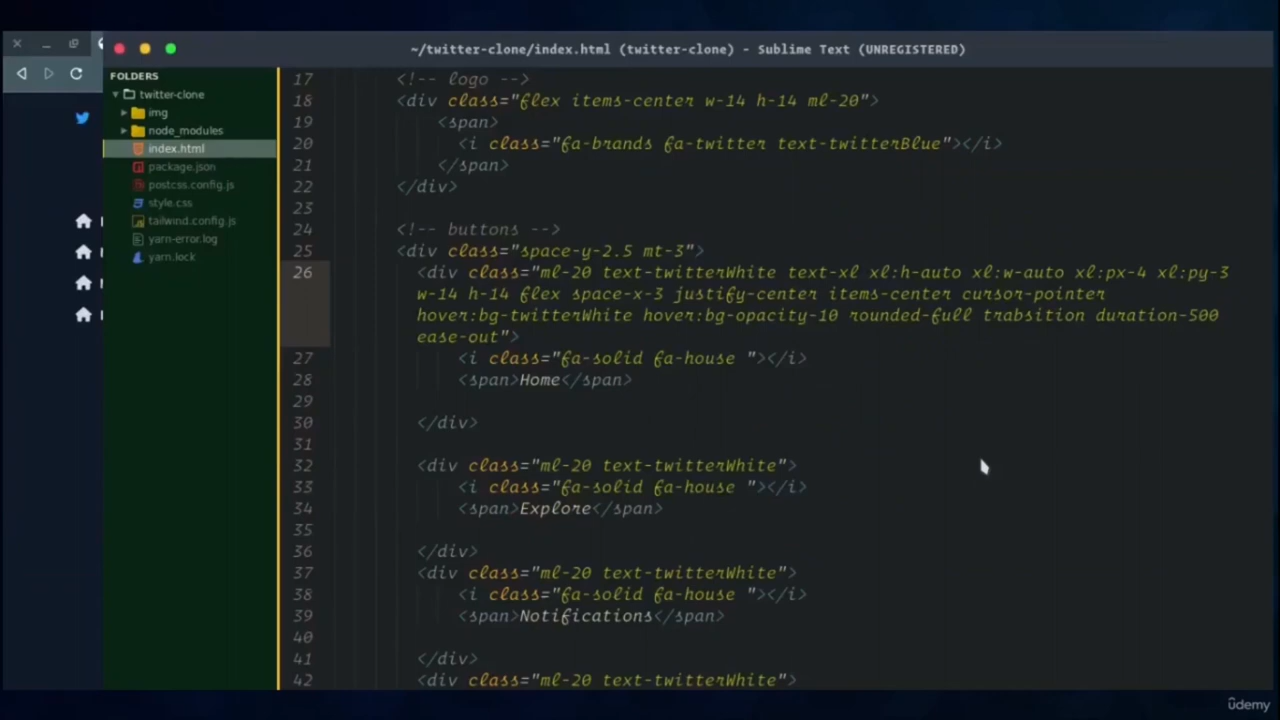 ~/twitter-clone/index.html (twitter-clone) - Sublime Text (UNREGISTERED)
FOLDERS
twitter-clone
img
node_modules
index.html
package.json
postcss.config.js
style.css
tailwind.config.js
yarn-error.log
yarn.lock
17 <!-- logo -->
18 <div class="flex items-center w-14 h-14 ml-20">
19 <span>
20 <i class="fa-brands fa-twitter text-twitterBlue"></i>
21 </span>
22 </div>
23
24 <!-- buttons -->
25 <div class="space-y-2.5 mt-3">
26 <div class="ml-20 text-twitterWhite text-xl xl:h-auto xl:w-auto xl:px-4 xl:py-3
w-14 h-14 flex space-x-3 justify-center items-center cursor-pointer
hover:bg-twitterWhite hover:bg-opacity-10 rounded-full trabsition duration-500
ease-out">
27 <i class="fa-solid fa-house "></i>
28 <span>Home</span>
29
30 </div>
31
32 <div class="ml-20 text-twitterWhite">
33 <i class="fa-solid fa-house "></i>
34 <span>Explore</span>
35
36 </div>
37 <div class="ml-20 text-twitterWhite">
38 <i class="fa-solid fa-house "></i>
39 <span>Notifications</span>
40
41 </div>
42 <div class="ml-20 text-twitterWhite">
udemy